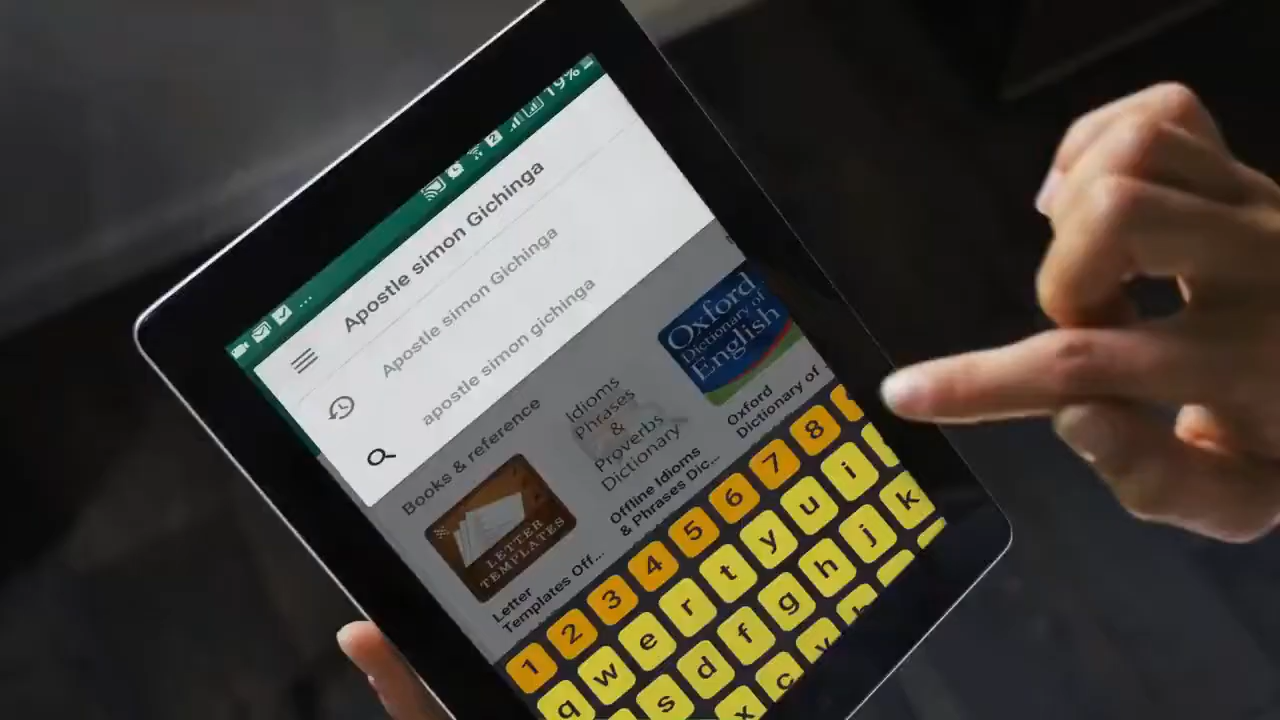 19%
2
Apostle simon Gichinga
Apostle simon Gichinga
apostle simon gichinga
Books & reference
LETTER
TEMPLATES
Letter
Templates Off...
Idioms
Phrases
&
Proverbs
Dictionary
Offline Idioms
& Phrases Dic...
Oxford
Dictionary of
English
Oxford
Dictionary of
1 2 3 4 5 6 7 8
q w e r t y u i
s d f g h j k
x c v b